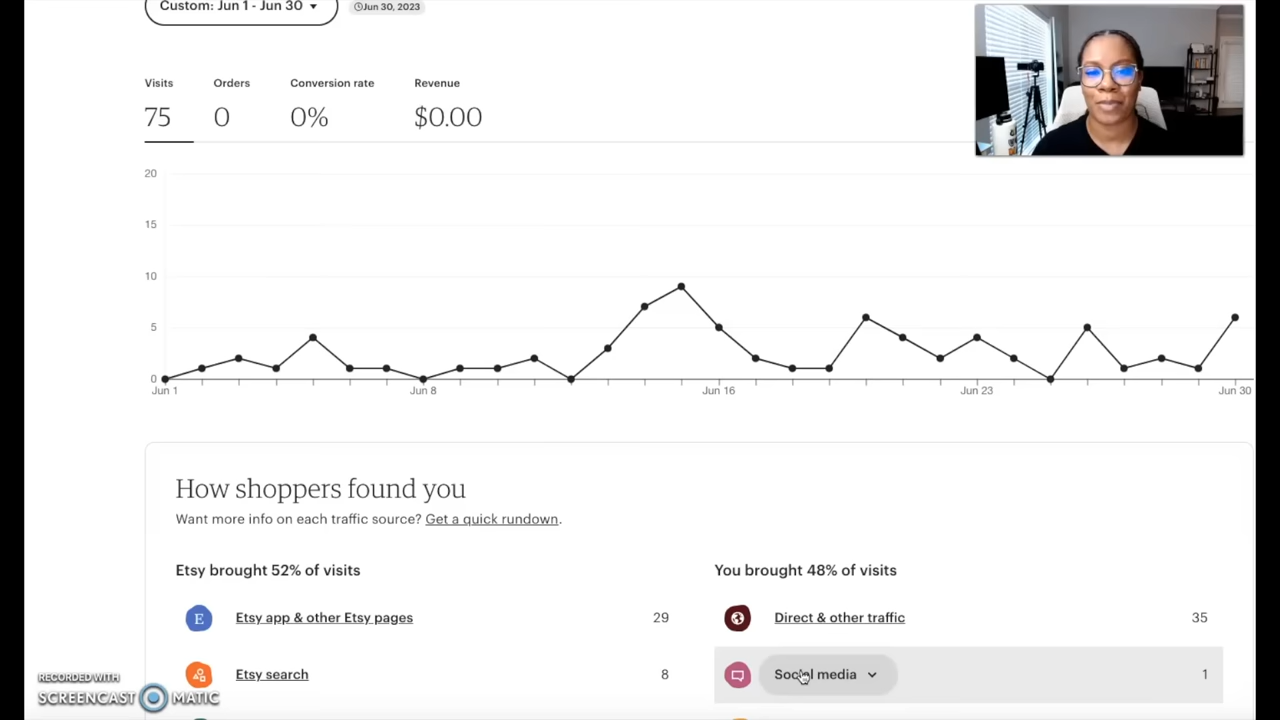 Custom: Jun 1 - Jun 30
Jun 30, 2023
Visits Orders Conversion rate Revenue
75 0 0% $0.00
20
15
10
5
0
Jun 1 Jun 8 Jun 16 Jun 23 Jun 30
How shoppers found you
Want more info on each traffic source? Get a quick rundown.
Etsy brought 52% of visits You brought 48% of visits
E Etsy app & other Etsy pages 29 Direct & other traffic 35
Etsy search 8 Social media 1
RECORDED WITH
SCREENCAST MATIC